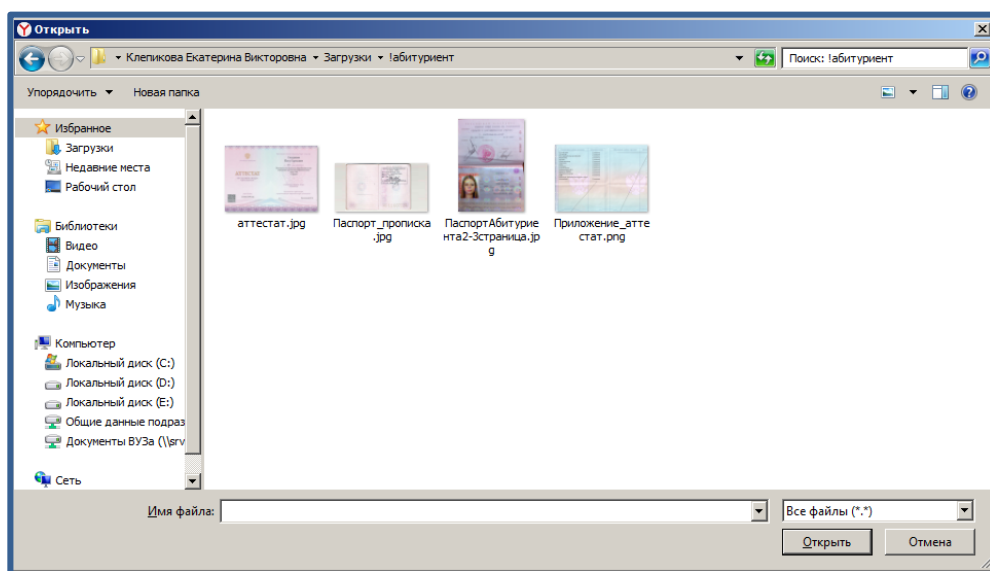 Открыть
Клепикова Екатерина Викторовна
Загрузки
!абитуриент
Поиск: !абитуриент
Упорядочить
Новая папка
Избранное
Загрузки
Недавние места
Рабочий стол
Библиотеки
Видео
Документы
Изображения
Музыка
Компьютер
Локальный диск (C:)
Локальный диск (D:)
Локальный диск (E:)
Общие данные подраз
Документы ВУЗа (\\srv
Сеть
аттестат.jpg
Паспорт_прописка
.jpg
ПаспортАбитурие
нта2-3страница.jp
g
Приложение_атте
стат.png
Имя файла:
Все файлы (*.*)
Открыть
Отмена